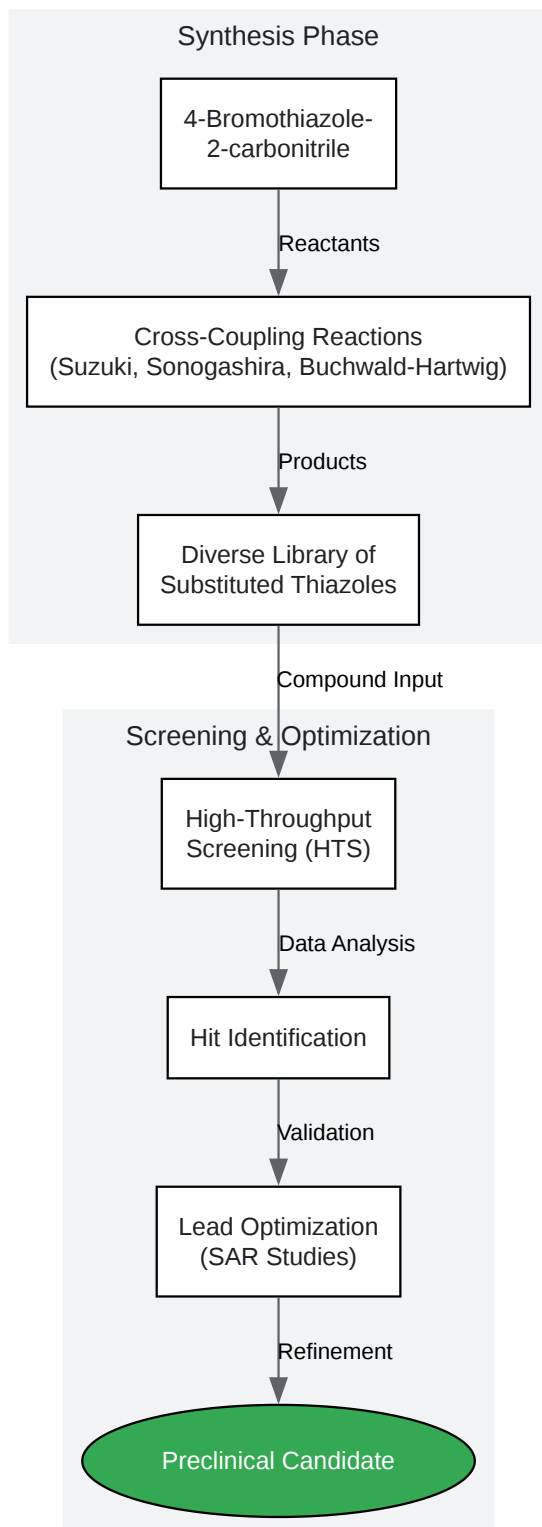 Synthesis Phase
4-Bromothiazole-
2-carbonitrile
Reactants
Cross-Coupling Reactions
(Suzuki, Sonogashira, Buchwald-Hartwig)
Products
Diverse Library of
Substituted Thiazoles
Compound Input
Screening & Optimization
High-Throughput
Screening (HTS)
Data Analysis
Hit Identification
Validation
Lead Optimization
(SAR Studies)
Refinement
Preclinical Candidate